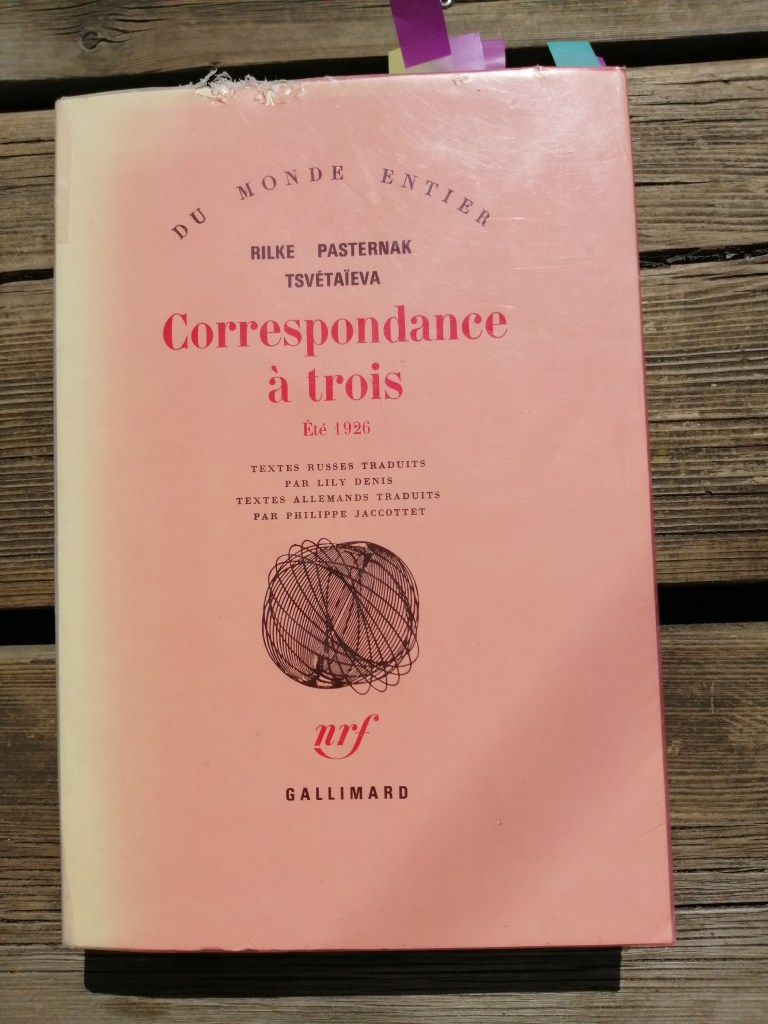 DU MONDE ENTIER
RILKE PASTERNAK
TSVÉTAÏEVA
Correspondance
à trois
Été 1926
TEXTES RUSSES TRADUITS
PAR LILY DENIS
TEXTES ALLEMANDS TRADUITS
PAR PHILIPPE JACCOTTET
nrf
GALLIMARD